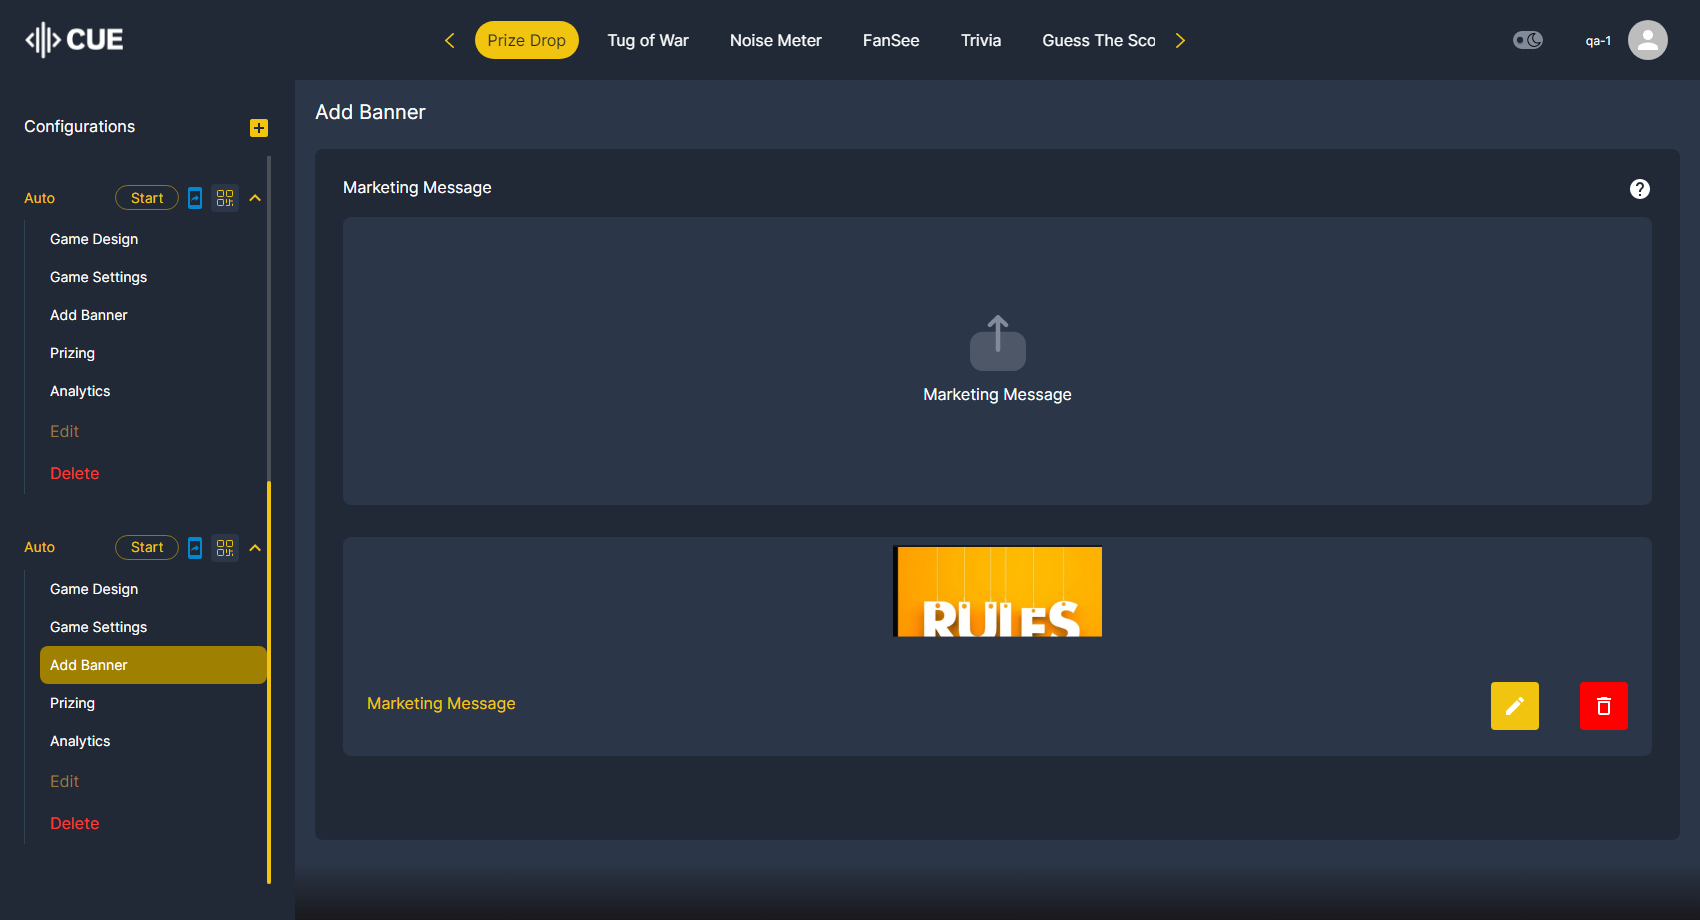 CUE
Prize Drop
Tug of War
Noise Meter
FanSee
Trivia
Guess The Sco
qa-1
Configurations
Auto
Start
Game Design
Game Settings
Add Banner
Prizing
Analytics
Edit
Delete
Auto
Start
Game Design
Game Settings
Add Banner
Prizing
Analytics
Edit
Delete
Add Banner
Marketing Message
?
Marketing Message
RULES
Marketing Message